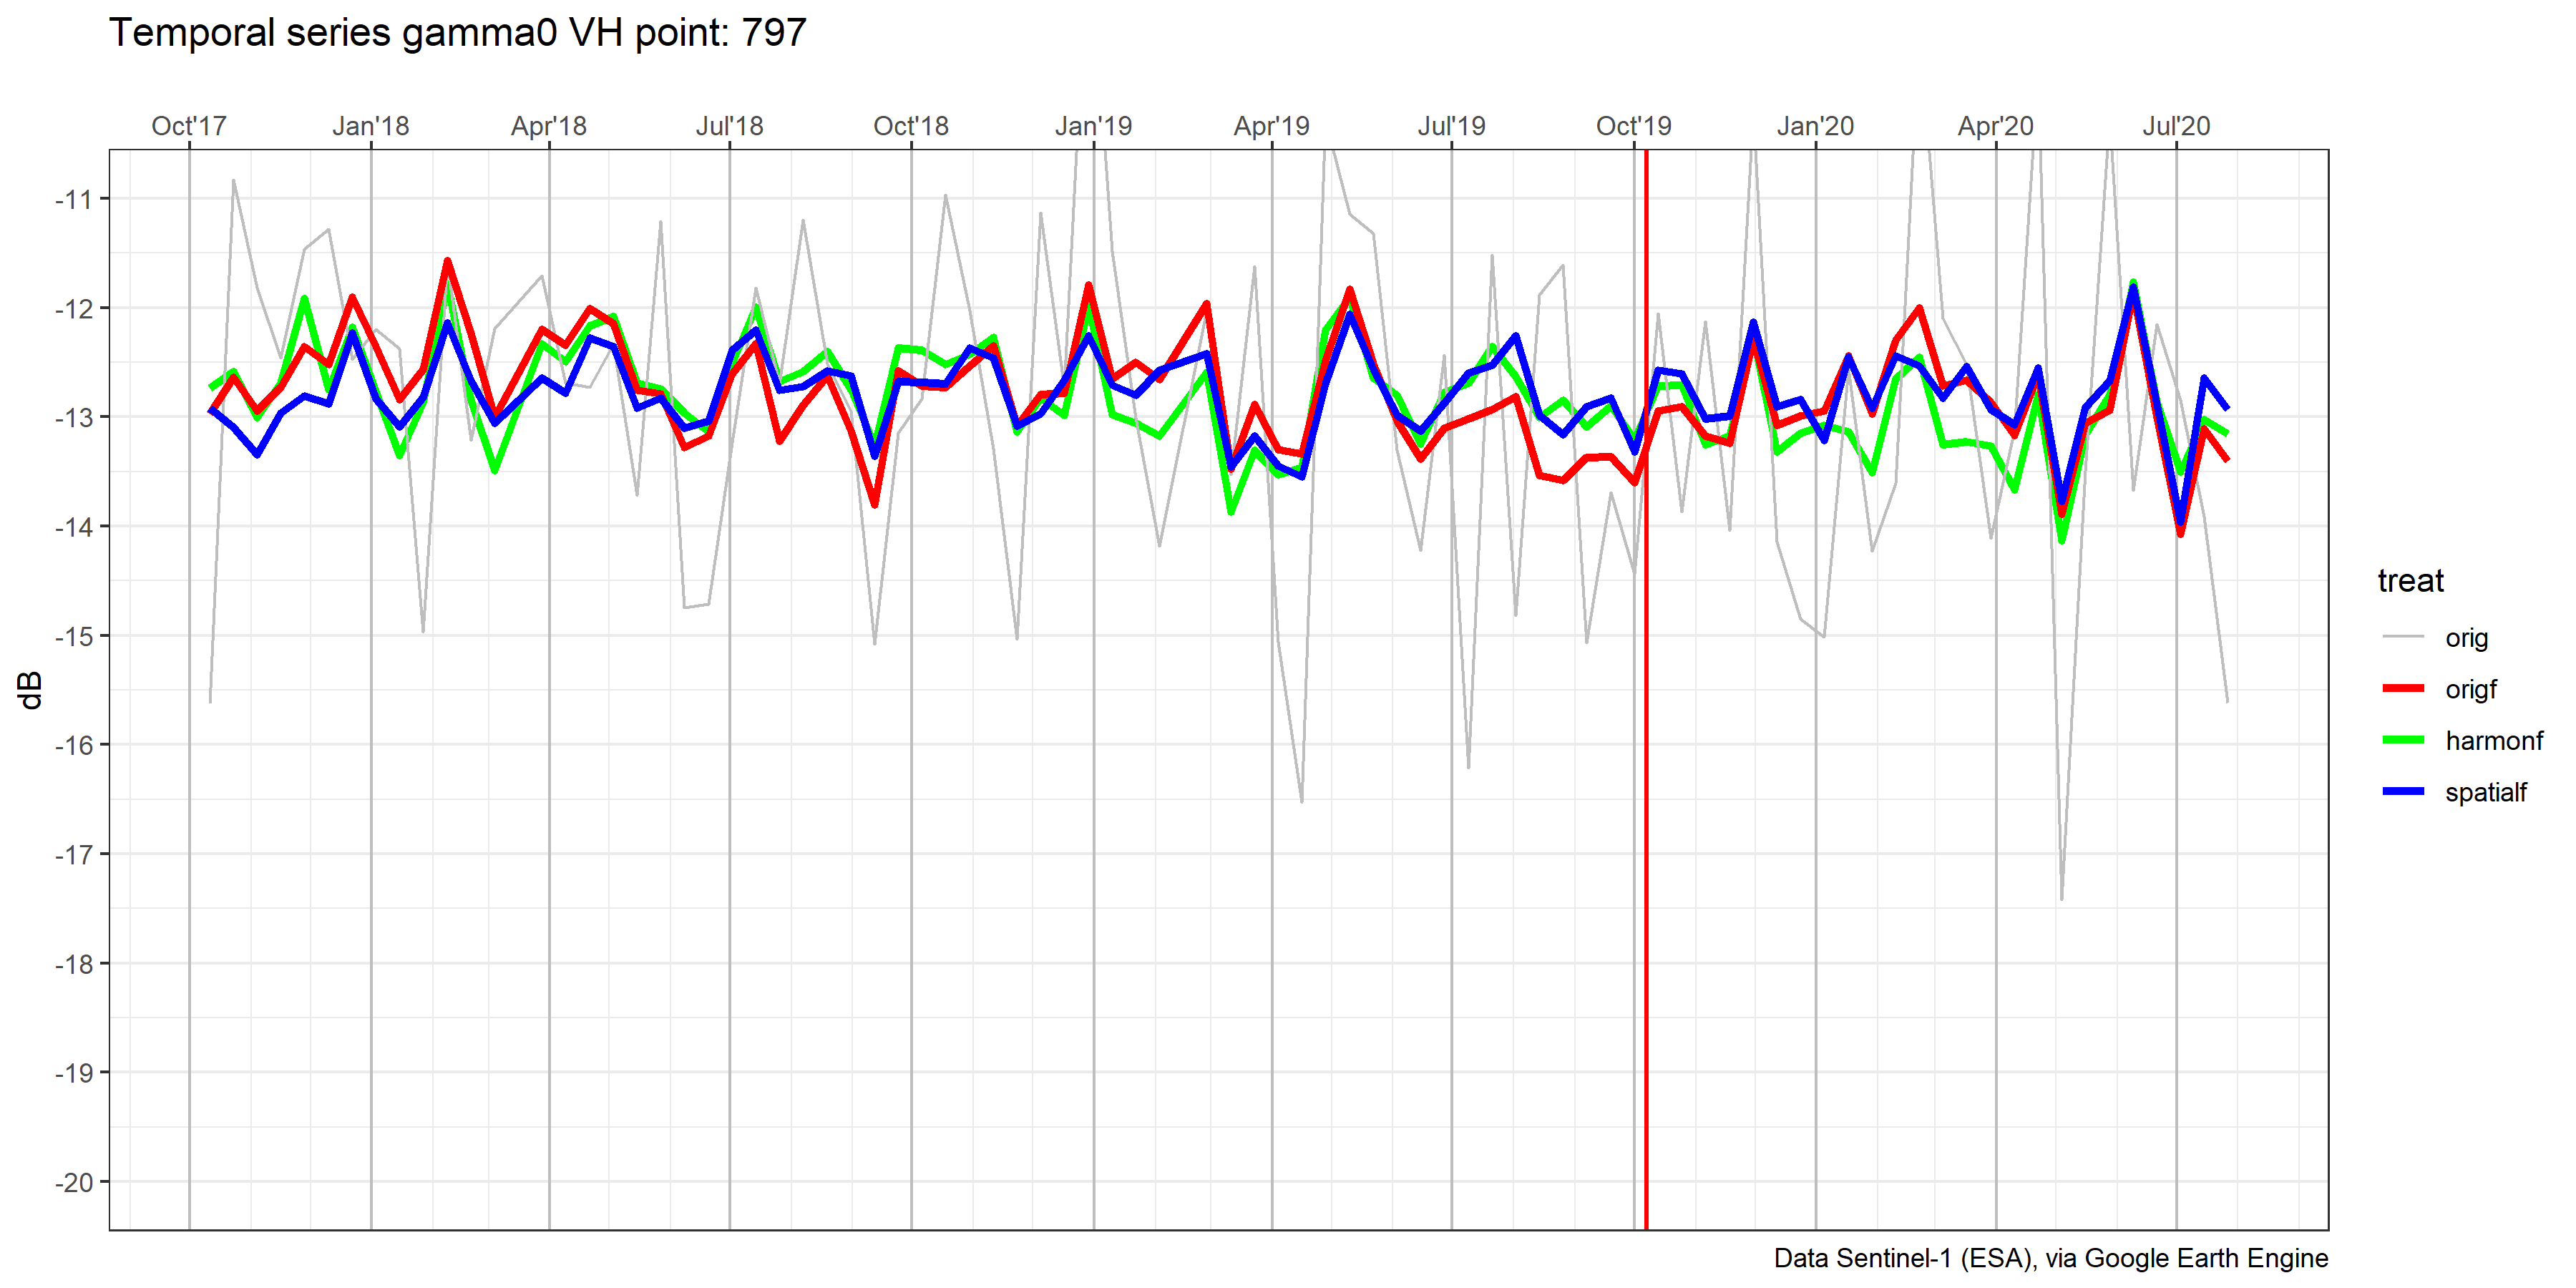 Temporal series gamma0 VH point: 797
Oct'17 Jan'18 Apr'18 Jul'18 Oct'18 Jan'19 Apr'19 Jul'19 Oct'19 Jan'20 Apr'20 Jul'20
-11
-12
-13
-14
-15
-16
-17
-18
-19
-20
dB
treat
orig
origf
harmonf
spatialf
Data Sentinel-1 (ESA), via Google Earth Engine